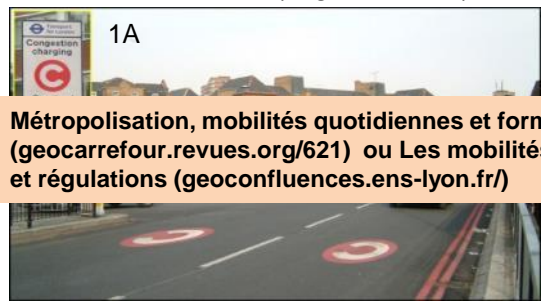 Transport for London
Congestion
charging
C
1A
Métropolisation, mobilités quotidiennes et form
(geocarrefour.revues.org/621) ou Les mobilités
et régulations (geoconfluences.ens-lyon.fr/)
C
C